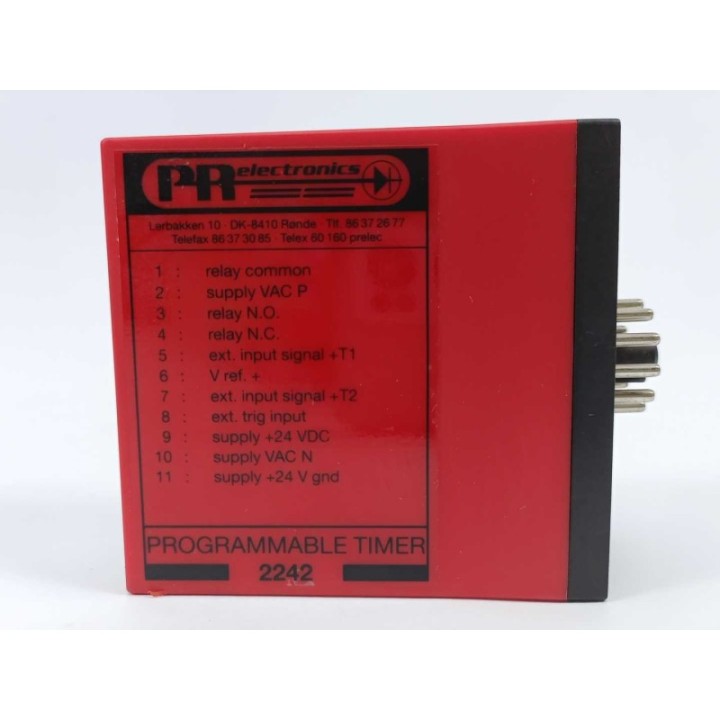 PR electronics
Lerbakken 10 · DK-8410 Rønde · Tlf. 86 37 26 77
Telefax 86 37 30 85 · Telex 60 160 prelec
1 : relay common
2 : supply VAC P
3 : relay N.O.
4 : relay N.C.
5 : ext. input signal +T1
6 : V ref. +
7 : ext. input signal +T2
8 : ext. trig input
9 : supply +24 VDC
10 : supply VAC N
11 : supply +24 V gnd
PROGRAMMABLE TIMER
2242